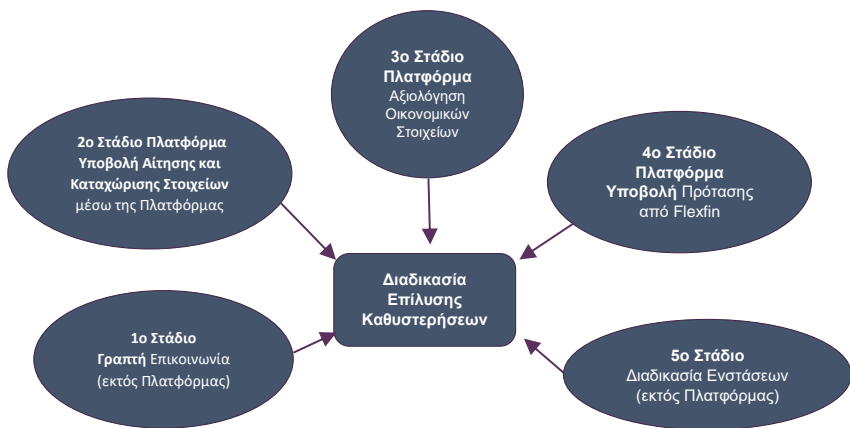 3ο Στάδιο
Πλατφόρμα
Αξιολόγηση
Οικονομικών
Στοιχείων
2ο Στάδιο Πλατφόρμα
Υποβολή Αίτησης και
Καταχώρισης Στοιχείων
μέσω της Πλατφόρμας
4ο Στάδιο
Πλατφόρμα
Υποβολή Πρότασης
από Flexfin
Διαδικασία
Επίλυσης
Καθυστερήσεων
1ο Στάδιο
Γραπτή Επικοινωνία
(εκτός Πλατφόρμας)
5ο Στάδιο
Διαδικασία Ενστάσεων
(εκτός Πλατφόρμας)